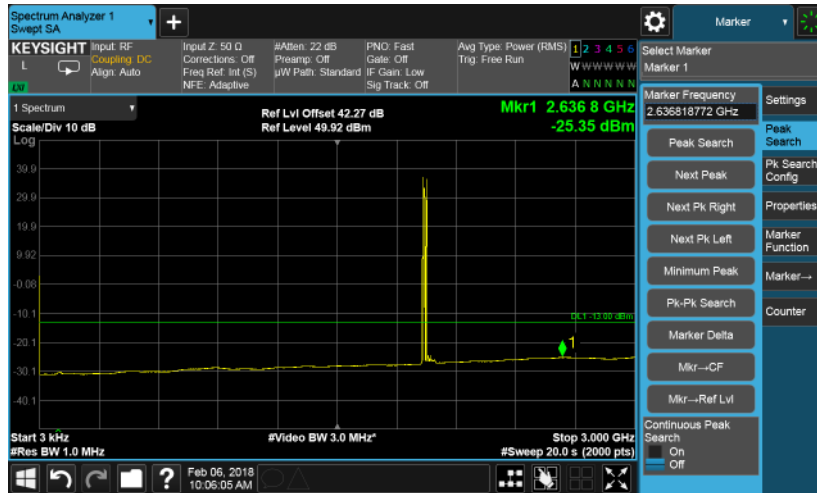 Spectrum Analyzer 1
Swept SA
Marker
KEYSIGHT
L
LXI
Input: RF
Coupling: DC
Align: Auto
Input Z: 50 Ω
Corrections: Off
Freq Ref: Int (S)
NFE: Adaptive
#Atten: 22 dB
Preamp: Off
µW Path: Standard
PNO: Fast
Gate: Off
IF Gain: Low
Sig Track: Off
Avg Type: Power (RMS)
Trig: Free Run
1 2 3 4 5 6
W W W W W W
A N N N N N
Select Marker
Marker 1
1 Spectrum
Scale/Div 10 dB
Log
Ref Lvl Offset 42.27 dB
Ref Level 49.92 dBm
Mkr1 2.636 8 GHz
-25.35 dBm
39.9
29.9
19.9
9.92
-0.08
-10.1
-20.1
-30.1
-40.1
DL1 -13.00 dBm
1
Start 3 kHz
#Res BW 1.0 MHz
#Video BW 3.0 MHz*
Stop 3.000 GHz
#Sweep 20.0 s (2000 pts)
Marker Frequency
2.636818772 GHz
Peak Search
Next Peak
Next Pk Right
Next Pk Left
Minimum Peak
Pk-Pk Search
Marker Delta
Mkr→CF
Mkr→Ref Lvl
Continuous Peak
Search
On
Off
Settings
Peak
Search
Pk Search
Config
Properties
Marker
Function
Marker→
Counter
?
Feb 06, 2018
10:06:05 AM